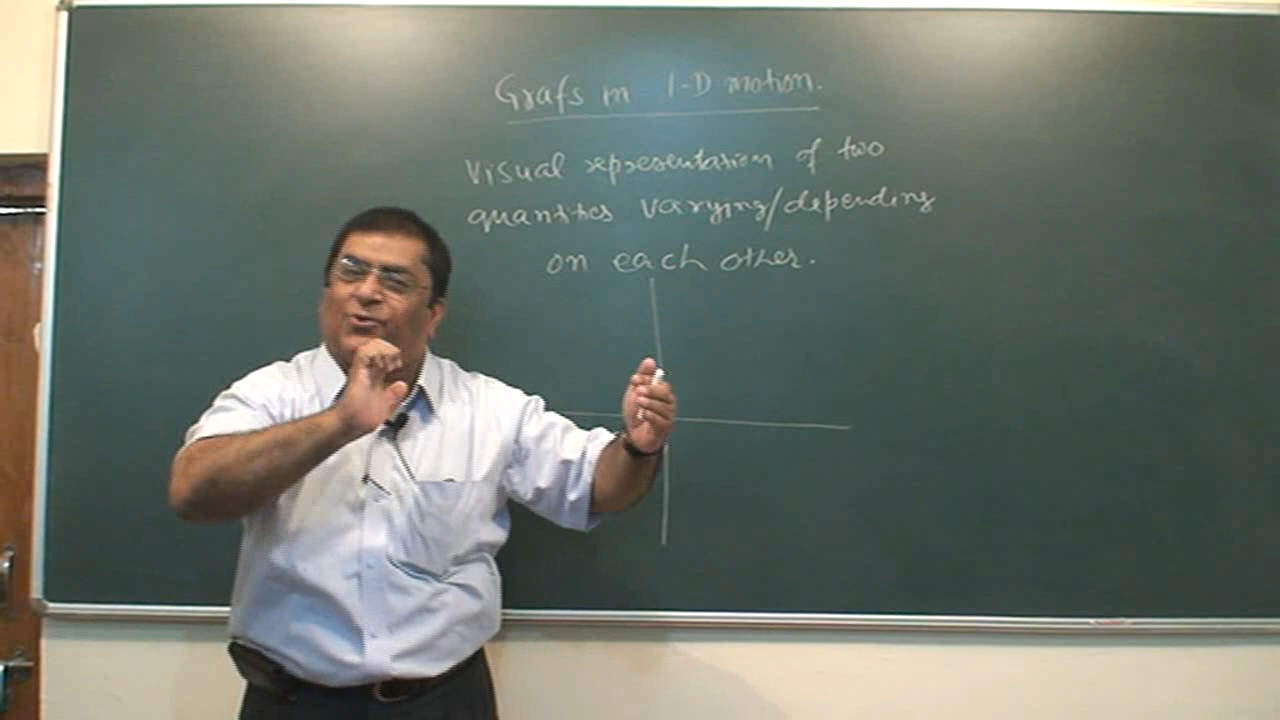 Grafs in 1-D motion.
Visual representation of two
quantities varying/depending
on each other.